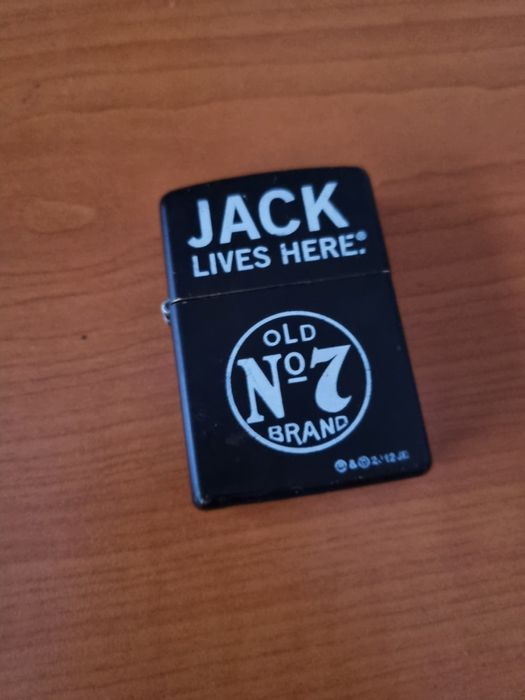 JACK
LIVES HERE.®
OLD
Nº7
BRAND